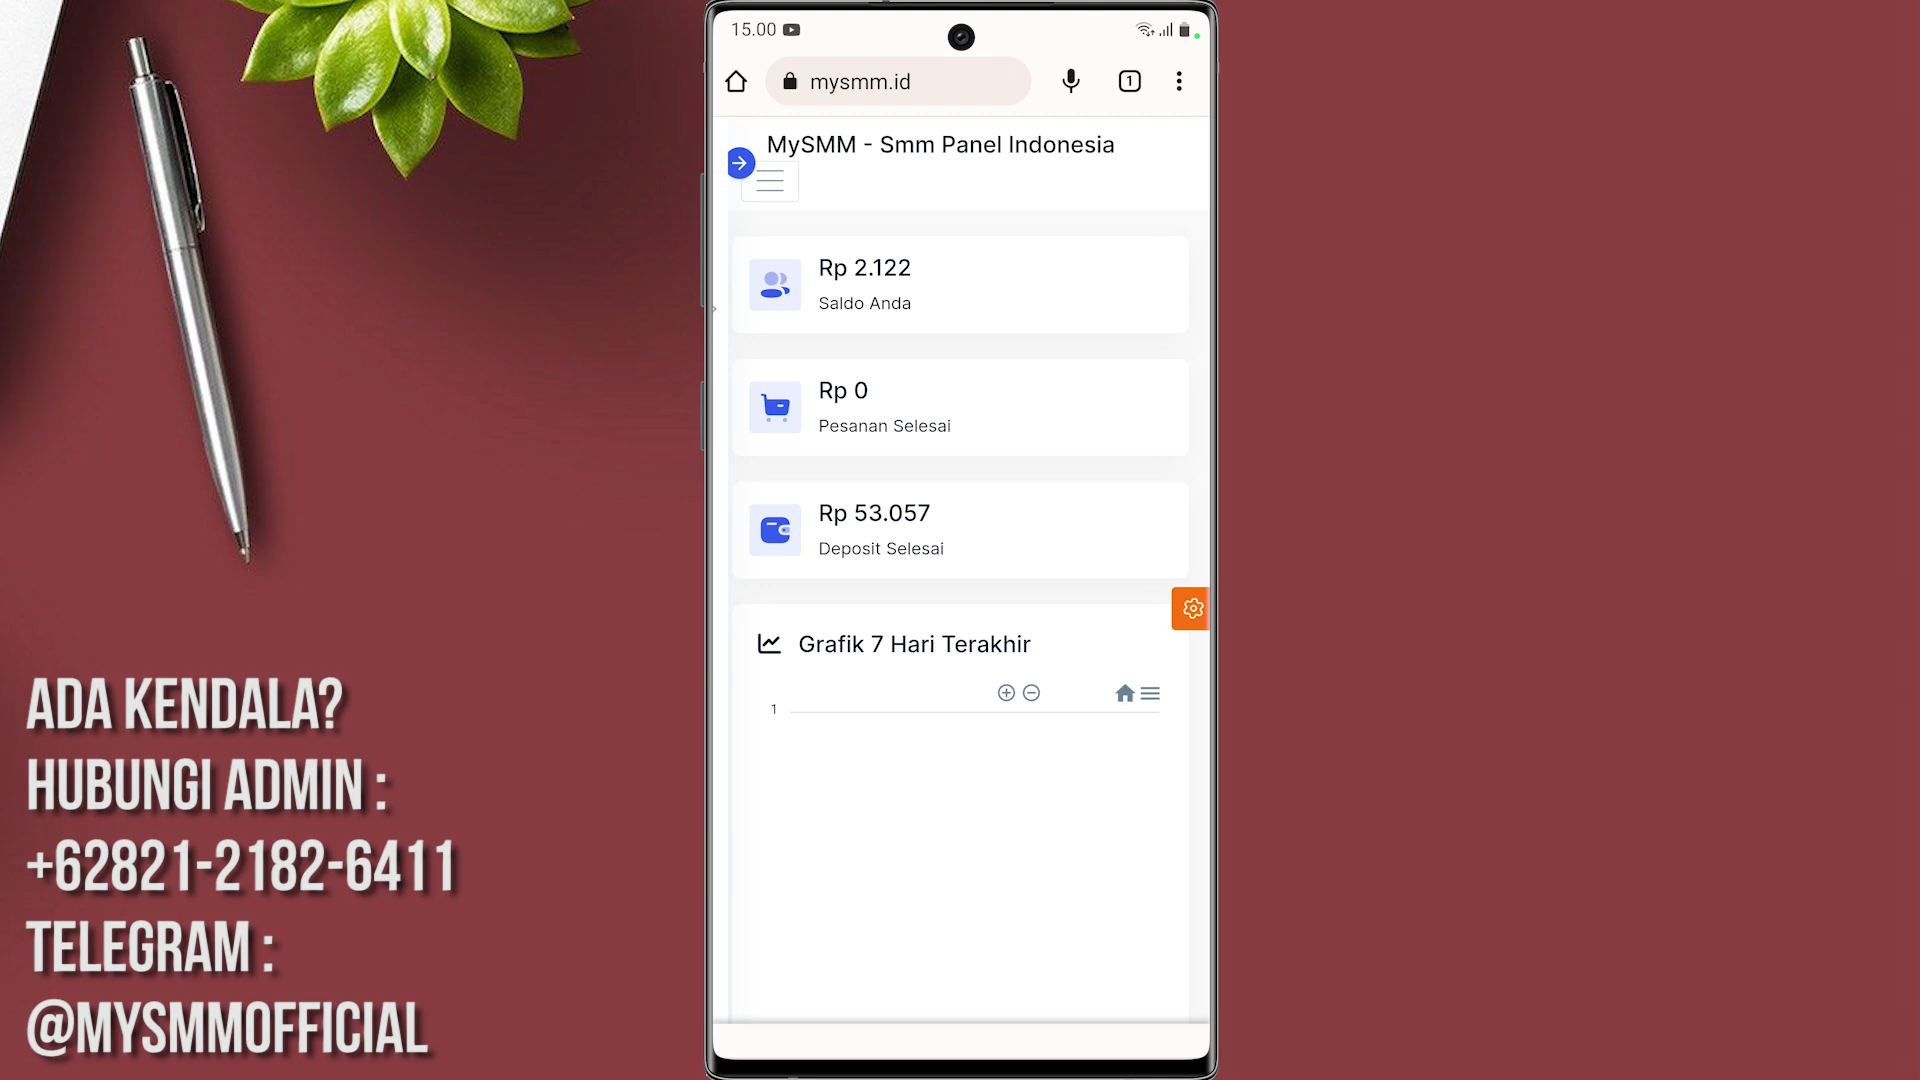 15.00
mysmm.id
1
MySMM - Smm Panel Indonesia
Rp 2.122
Saldo Anda
Rp 0
Pesanan Selesai
Rp 53.057
Deposit Selesai
Grafik 7 Hari Terakhir
1
ADA KENDALA?
HUBUNGI ADMIN :
+62821-2182-6411
TELEGRAM :
@MYSMMOFFICIAL